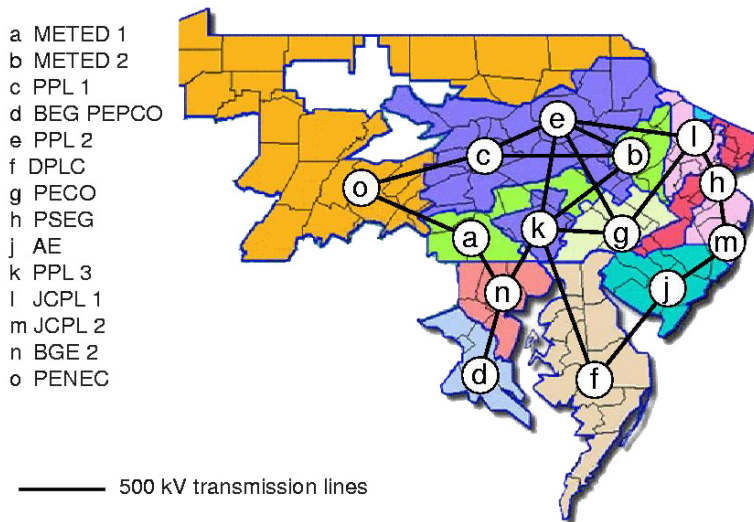 a METED 1
b METED 2
c PPL 1
d BEG PEPCO
e PPL 2
f DPLC
g PECO
h PSEG
j AE
k PPL 3
l JCPL 1
m JCPL 2
n BGE 2
o PENEC
e
l
c
b
h
o
k
g
a
m
n
j
d
f
500 kV transmission lines